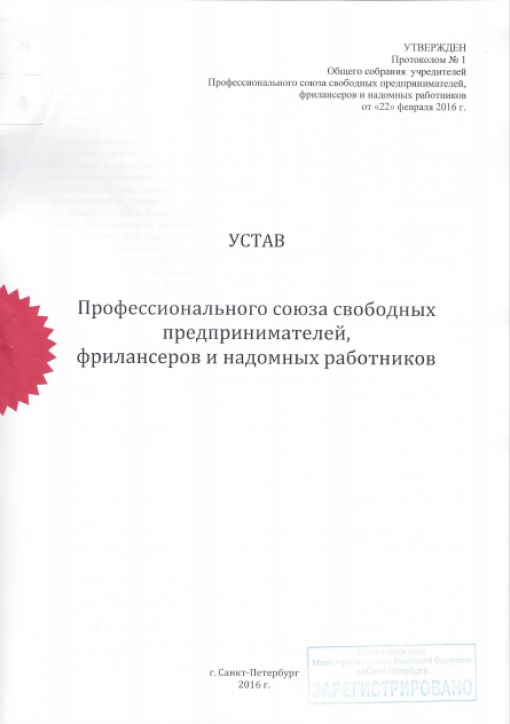 УТВЕРЖДЕН
Протоколом № 1
Общего собрания учредителей
Профессионального союза свободных предпринимателей,
фрилансеров и надомных работников
от «22» февраля 2016 г.
УСТАВ
Профессионального союза свободных
предпринимателей,
фрилансеров и надомных работников
г. Санкт-Петербург
2016 г.
Министерства юстиции Российской Федерации
по Санкт-Петербургу
ЗАРЕГИСТРИРОВАНО